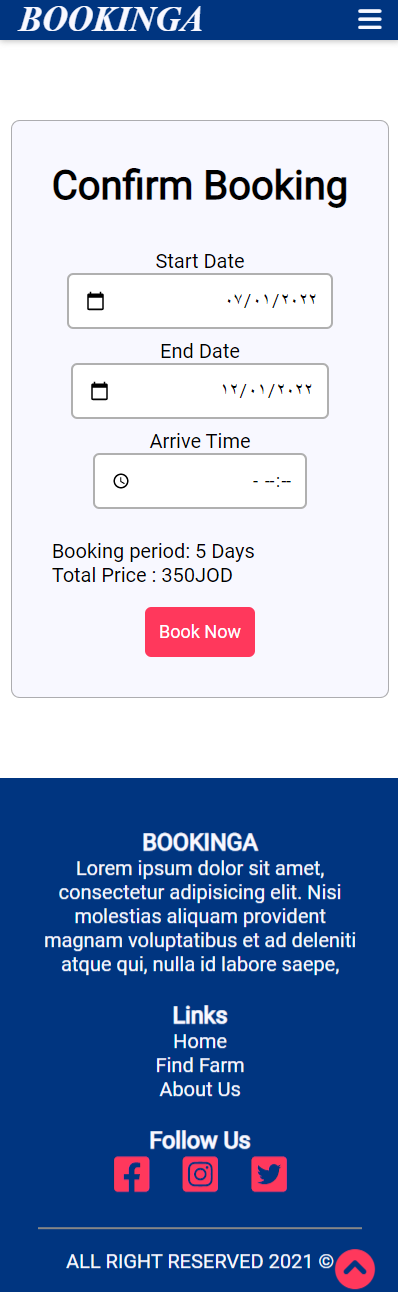 BOOKINGA
Confirm Booking
Start Date
٠٧/٠١/٢٠٢٢
End Date
١٢/٠١/٢٠٢٢
Arrive Time
- --:--
Booking period: 5 Days
Total Price : 350JOD
Book Now
BOOKINGA
Lorem ipsum dolor sit amet,
consectetur adipisicing elit. Nisi
molestias aliquam provident
magnam voluptatibus et ad deleniti
atque qui, nulla id labore saepe,
Links
Home
Find Farm
About Us
Follow Us
ALL RIGHT RESERVED 2021 ©